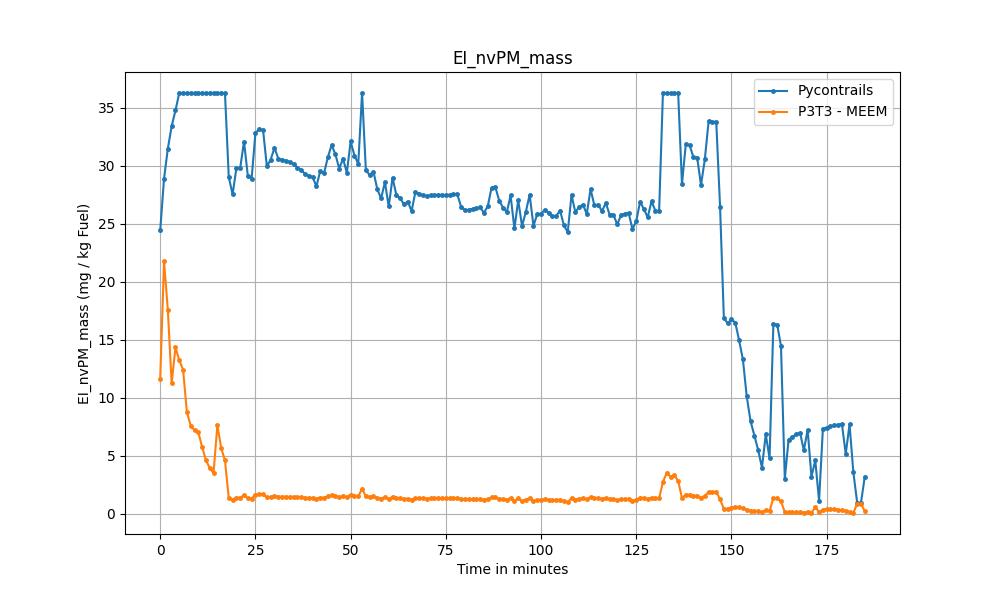 EI_nvPM_mass
Pycontrails
P3T3 - MEEM
EI_nvPM_mass (mg / kg Fuel)
35
30
25
20
15
10
5
0
0 25 50 75 100 125 150 175
Time in minutes